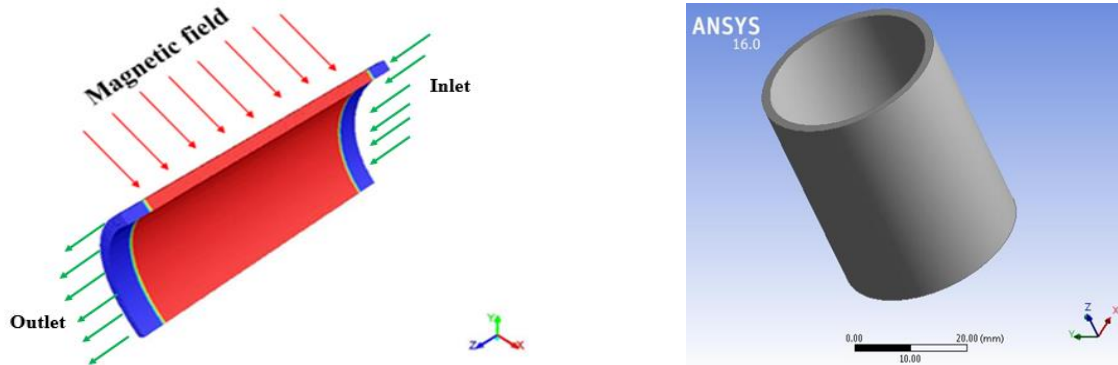 Magnetic field
Inlet
Outlet
Y
Z
X
ANSYS
16.0
0.00
20.00 (mm)
10.00
Z
X
Y